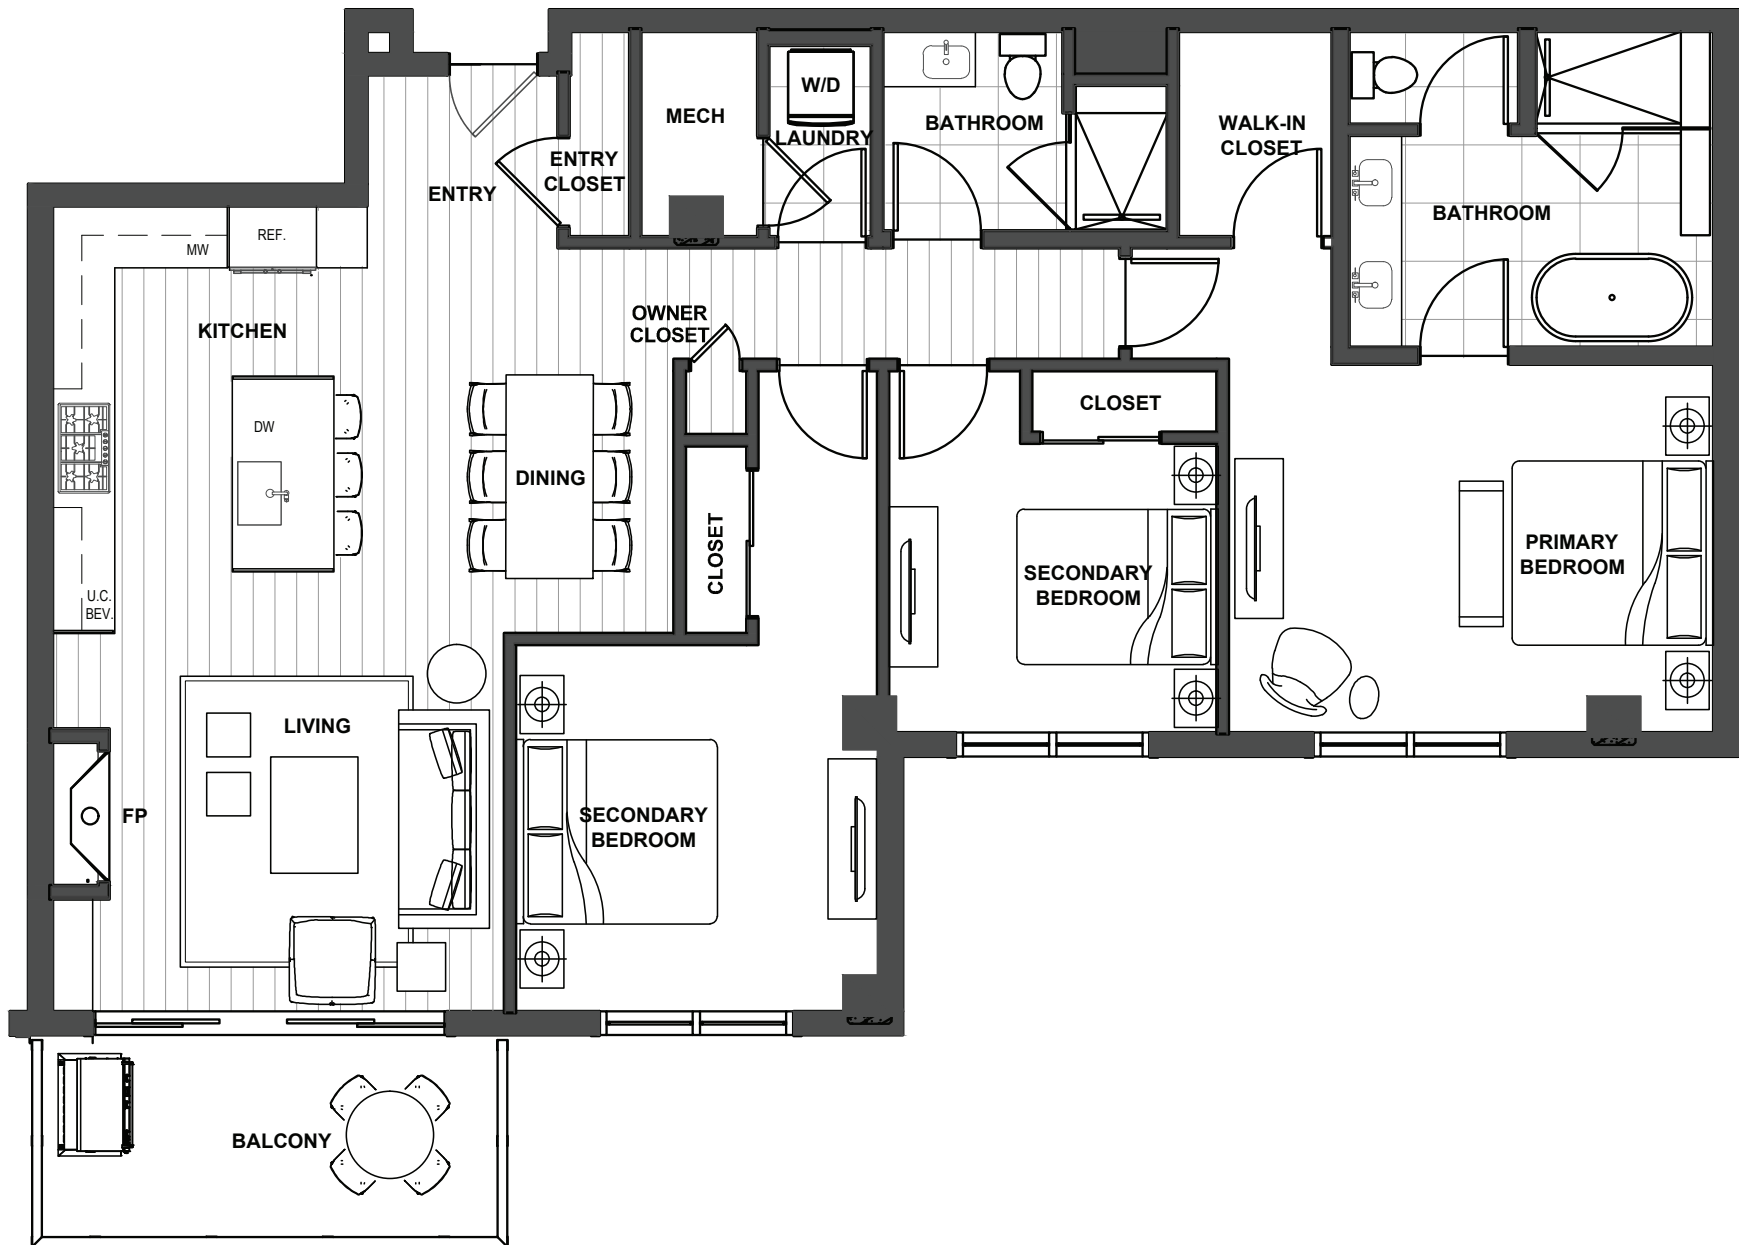 W/D
MECH
LAUNDRY
BATHROOM
WALK-IN
CLOSET
ENTRY
CLOSET
ENTRY
BATHROOM
REF.
MW
OWNER
CLOSET
KITCHEN
CLOSET
DW
DINING
CLOSET
SECONDARY
BEDROOM
PRIMARY
BEDROOM
U.C.
BEV.
LIVING
FP
SECONDARY
BEDROOM
BALCONY